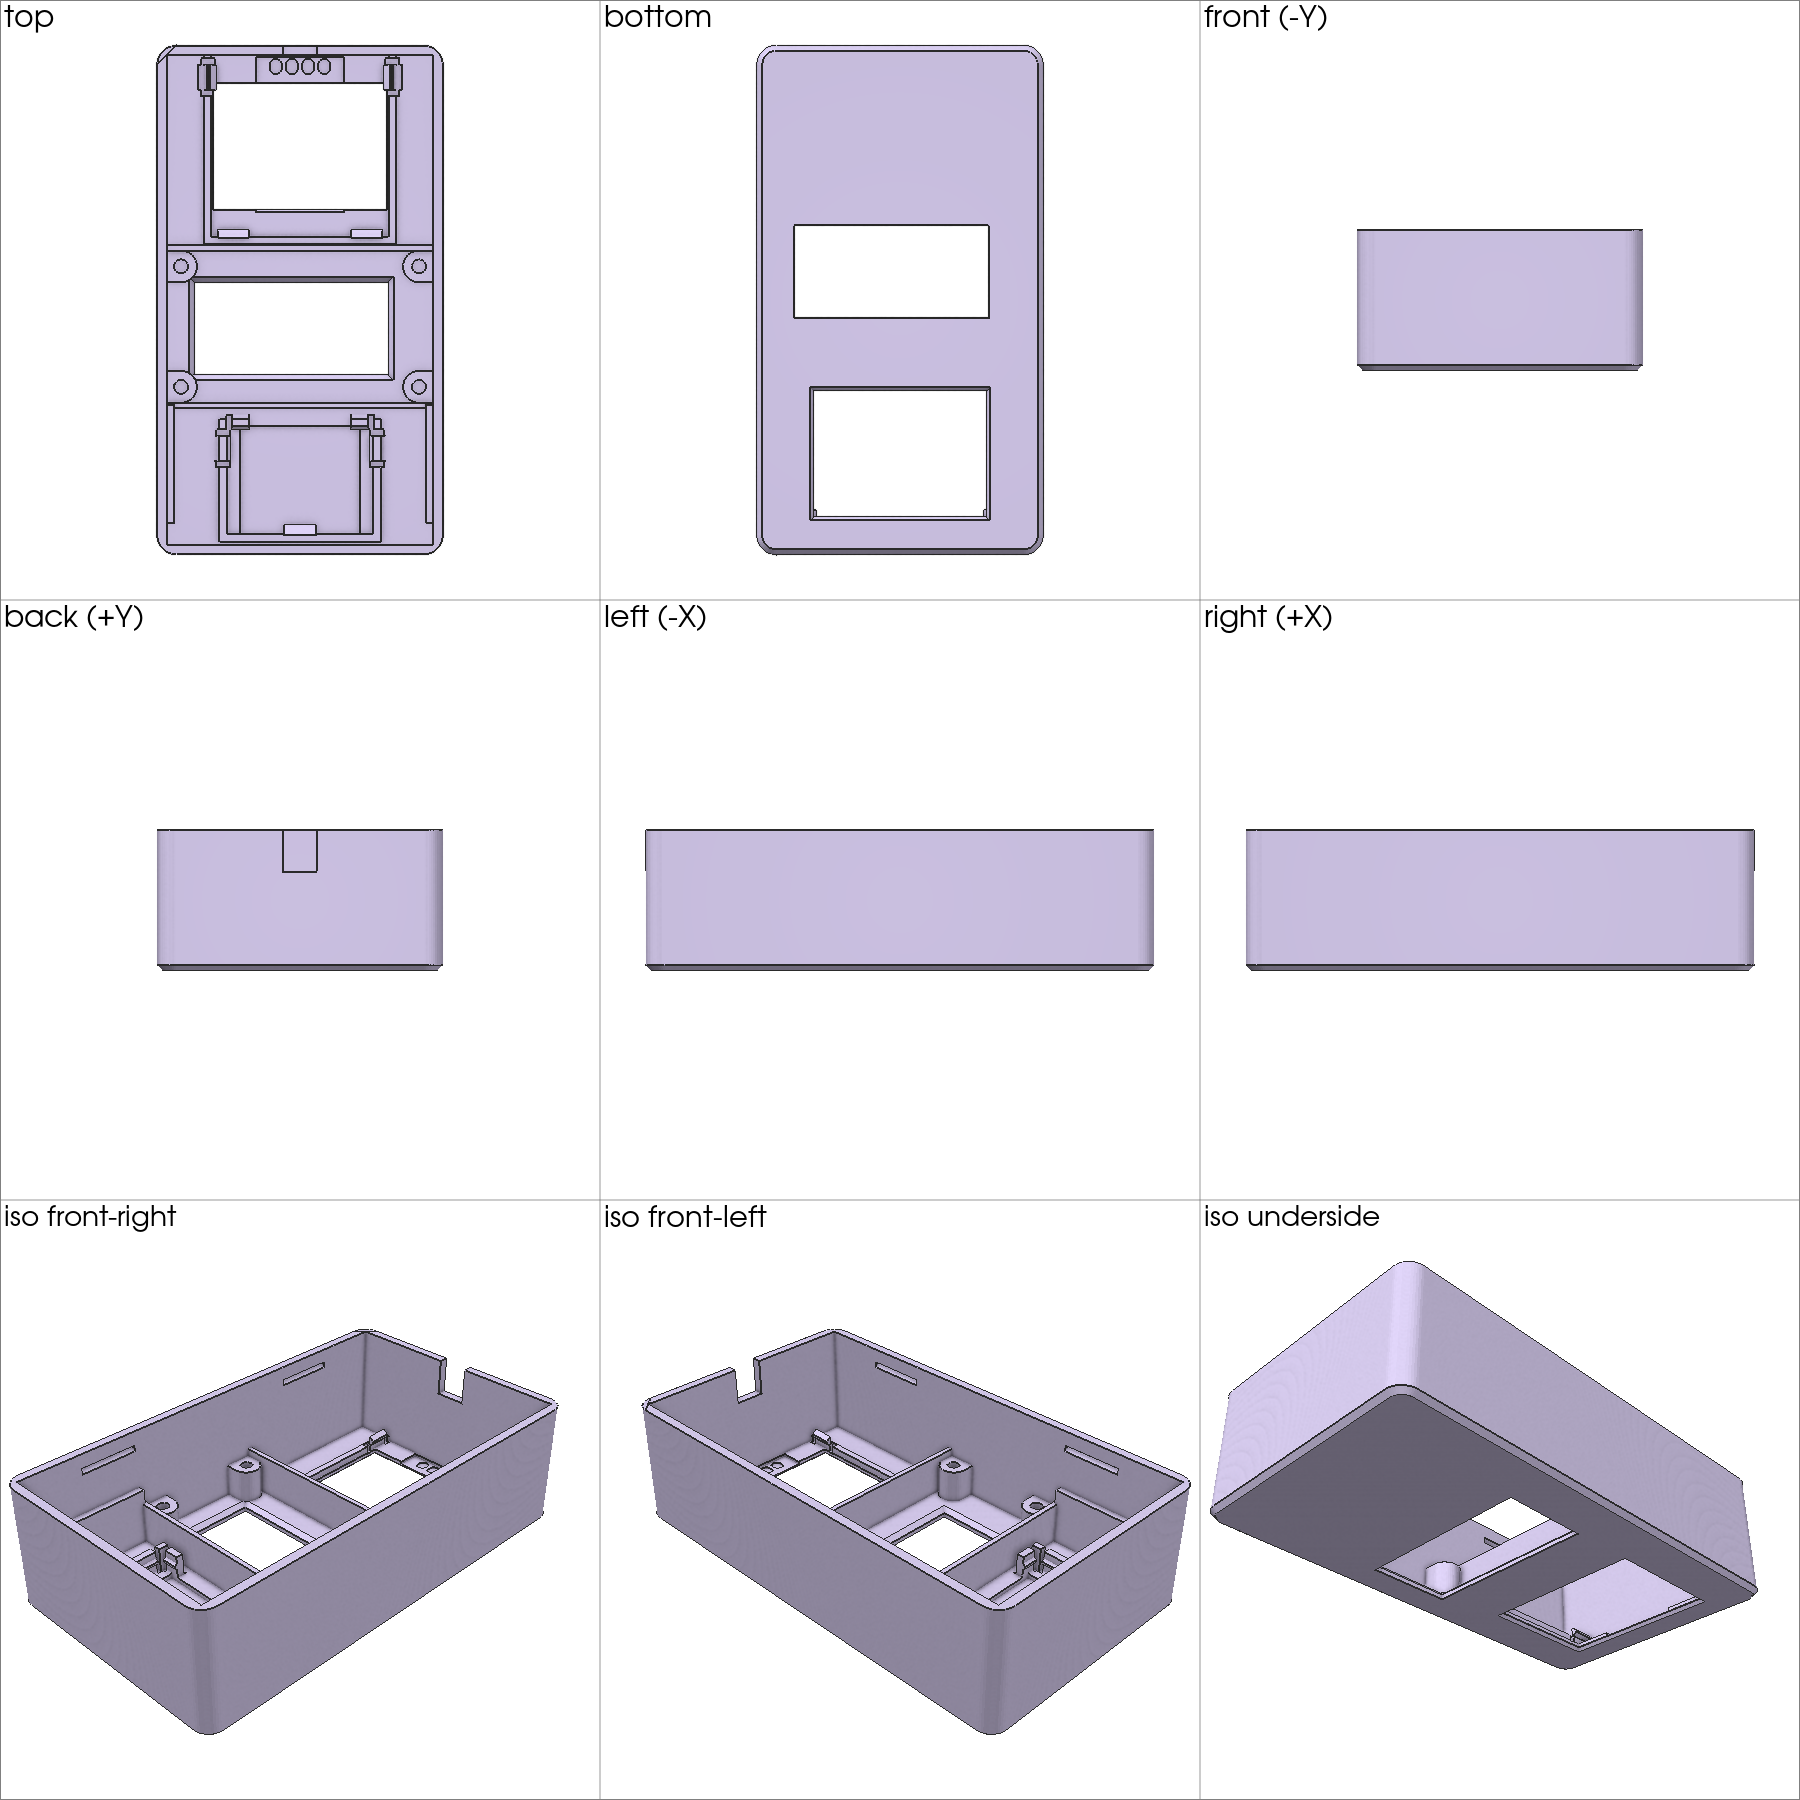 top
bottom
front (-Y)
back (+Y)
left (-X)
right (+X)
iso front-right
iso front-left
iso underside